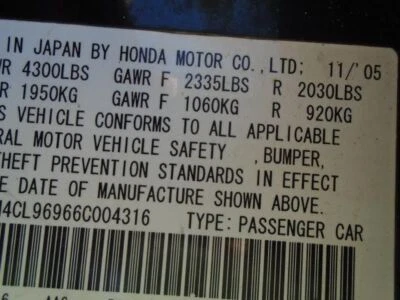 IN JAPAN BY HONDA MOTOR CO.,LTD; 11/'05
WR 4300LBS GAWR F 2335LBS R 2030LBS
R 1950KG GAWR F 1060KG R 920KG
S VEHICLE CONFORMS TO ALL APPLICABLE
RAL MOTOR VEHICLE SAFETY ,BUMPER,
THEFT PREVENTION STANDARDS IN EFFECT
E DATE OF MANUFACTURE SHOWN ABOVE.
M4CL96966C004316 TYPE: PASSENGER CAR